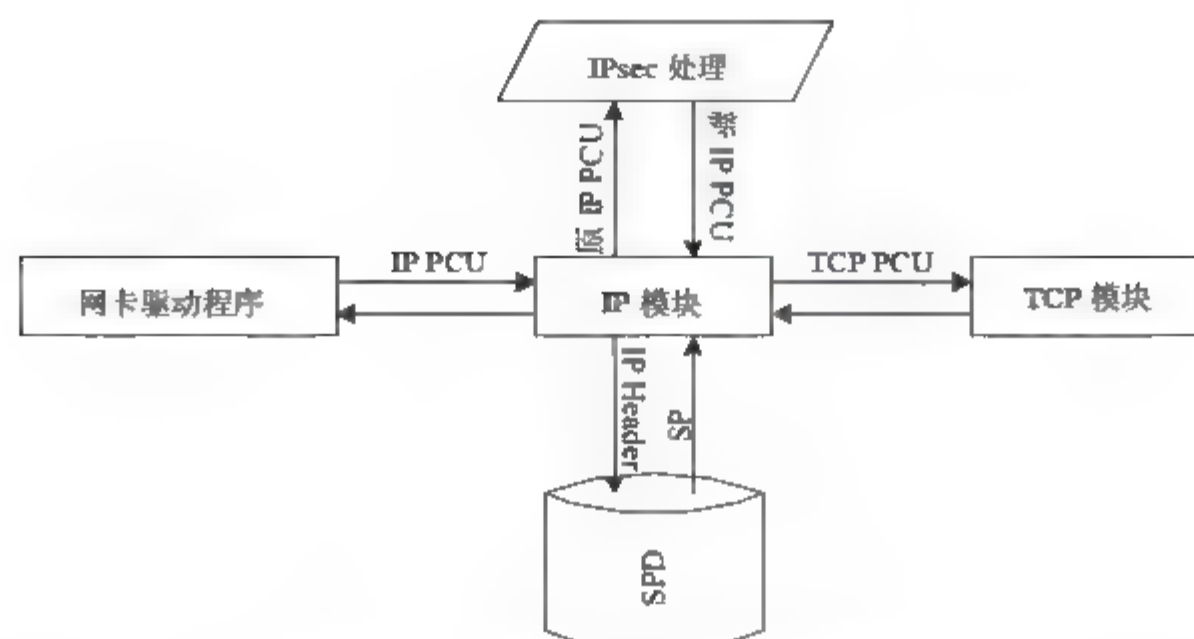 IPsec 处理
原 IP PCU
新 IP PCU
网卡驱动程序
IP PCU
IP 模块
TCP PCU
TCP 模块
IP Header
SP
SPD